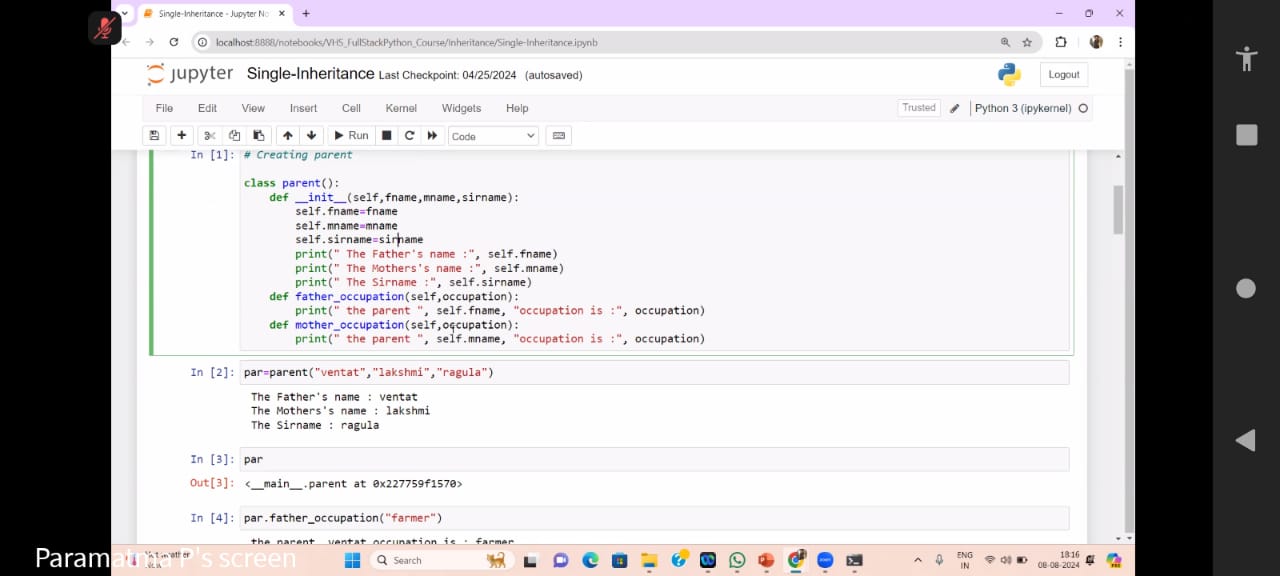 Single-Inheritance - Jupyter No
localhost:8888/notebooks/VHS_FullStackPython_Course/Inheritance/Single-Inheritance.ipynb
jupyter Single-Inheritance Last Checkpoint: 04/25/2024 (autosaved)
Logout
File Edit View Insert Cell Kernel Widgets Help
Trusted Python 3 (ipykernel)
Run Code
In [1]: # Creating parent
class parent():
    def __init__(self,fname,mname,sirname):
        self.fname=fname
        self.mname=mname
        self.sirname=sirname
        print(" The Father's name :", self.fname)
        print(" The Mothers's name :", self.mname)
        print(" The Sirname :", self.sirname)
    def father_occupation(self,occupation):
        print(" the parent ", self.fname, "occupation is :", occupation)
    def mother_occupation(self,occupation):
        print(" the parent ", self.mname, "occupation is :", occupation)
In [2]: par=parent("ventat","lakshmi","ragula")
The Father's name : ventat
The Mothers's name : lakshmi
The Sirname : ragula
In [3]: par
Out[3]: <__main__.parent at 0x227759f1570>
In [4]: par.father_occupation("farmer")
the parent ventat occupation is : farmer
Paramatma P's screen
Search
ENG
IN
18:16
08-08-2024